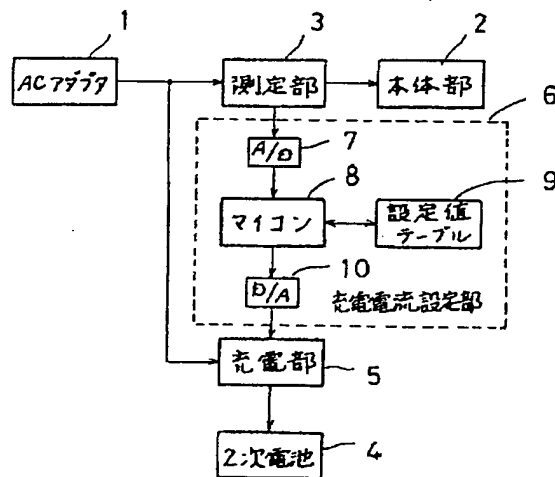 1
3
2
ACアダプタ
測定部
本体部
6
A/D
7
8
9
マイコン
設定値
テーブル
10
D/A
充電電流設定部
充電部
5
2次電池
4